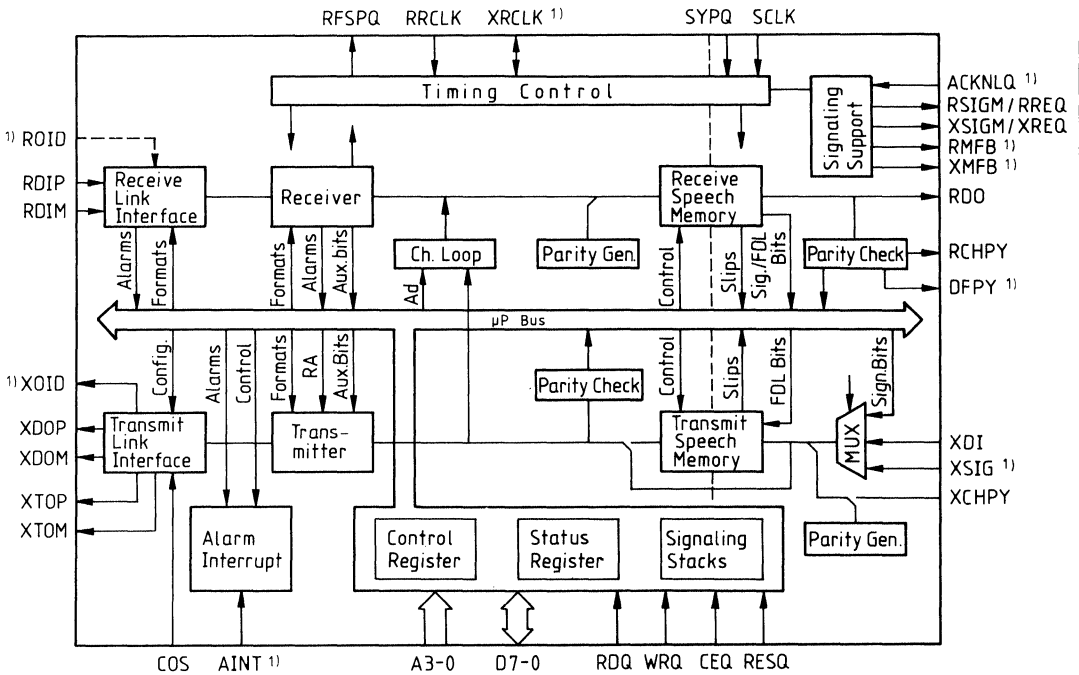 RFSPQ RRCLK XRCLK 1) SYPQ SCLK
Timing Control
ACKNLQ 1)
RSIGM/RREQ
XSIGM/XREQ
RMFB 1)
XMFB 1)
Signaling
Support
1) ROID
RDIP
RDIM
Receive
Link
Interface
Receiver
Receive
Speech
Memory
RDO
Ch. Loop
Parity Gen.
Parity Check
RCHPY
DFPY 1)
Alarms
Formats
Formats
Alarms
Aux.bits
Ad
Control
Slips
Sig./FDL
Bits
µP Bus
Config.
Alarms
Control
Formats
RA
Aux.Bits
Parity Check
Control
Slips
FDL Bits
Sign.Bits
1) XOID
XDOP
XDOM
XTOP
XTOM
Transmit
Link
Interface
Trans-
mitter
Transmit
Speech
Memory
MUX
XDI
XSIG 1)
XCHPY
Parity Gen.
Alarm
Interrupt
Control
Register
Status
Register
Signaling
Stacks
COS AINT 1) A3-0 D7-0 RDQ WRQ CEQ RESQ